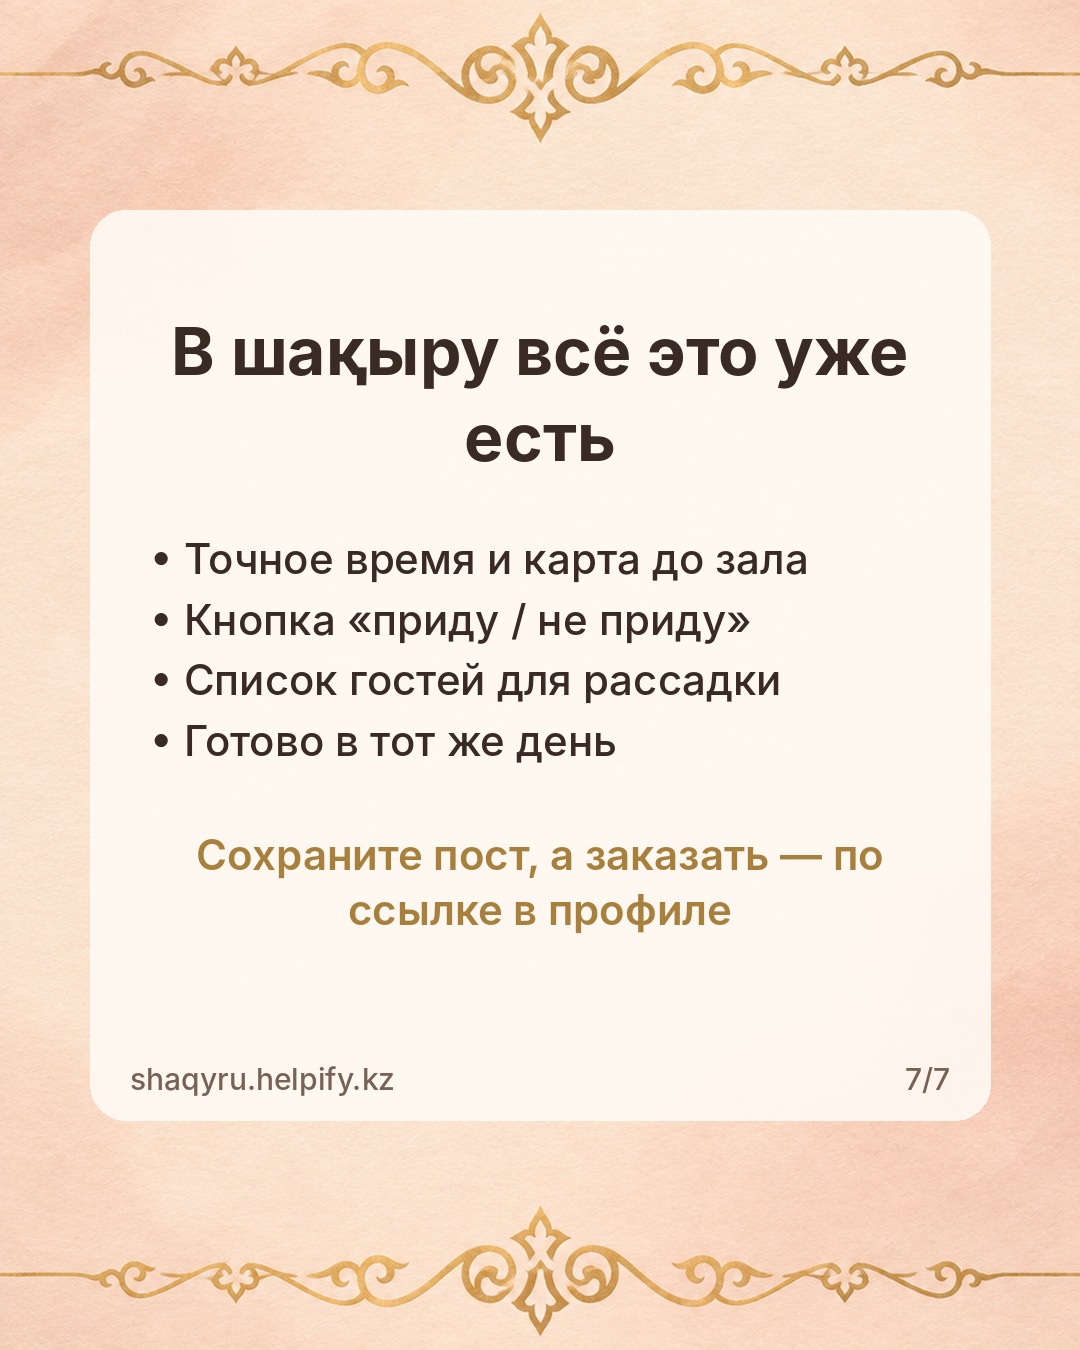 В шақыру всё это уже
есть
• Точное время и карта до зала
• Кнопка «приду / не приду»
• Список гостей для рассадки
• Готово в тот же день
Сохраните пост, а заказать — по
ссылке в профиле
shaqyru.helpify.kz
7/7